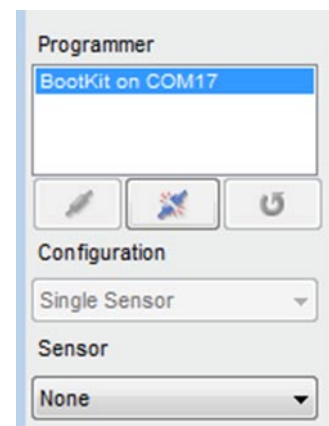 Programmer
BootKit on COM17
Configuration
Single Sensor
Sensor
None